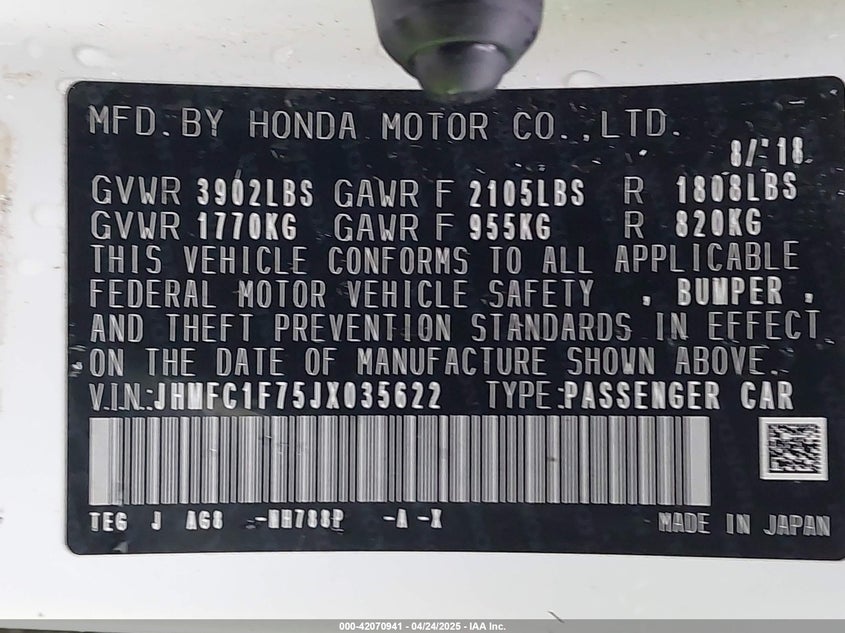 MFD. BY HONDA MOTOR CO., LTD.
8/'18
GVWR 3902LBS GAWR F 2105LBS R 1808LBS
GVWR 1770KG GAWR F 955KG R 820KG
THIS VEHICLE CONFORMS TO ALL APPLICABLE
FEDERAL MOTOR VEHICLE SAFETY , BUMPER ,
AND THEFT PREVENTION STANDARDS IN EFFECT
ON THE DATE OF MANUFACTURE SHOWN ABOVE.
V.I.N.:JHMFC1F75JX035622 TYPE:PASSENGER CAR
TEG J AG8 -NH788P -A -X
MADE IN JAPAN
000-42070941 - 04/24/2025 - IAA Inc.